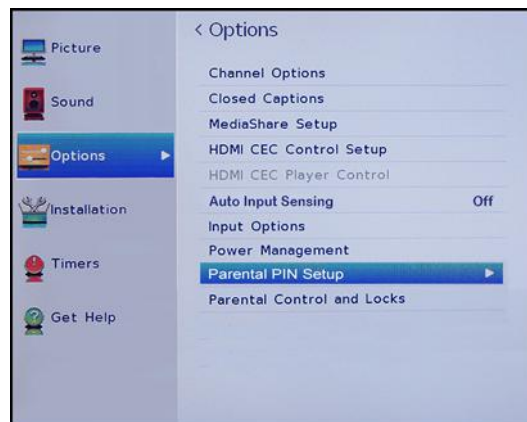 < Options
Picture
Sound
Options
Installation
Timers
Get Help
Channel Options
Closed Captions
MediaShare Setup
HDMI CEC Control Setup
HDMI CEC Player Control
Auto Input Sensing Off
Input Options
Power Management
Parental PIN Setup
Parental Control and Locks